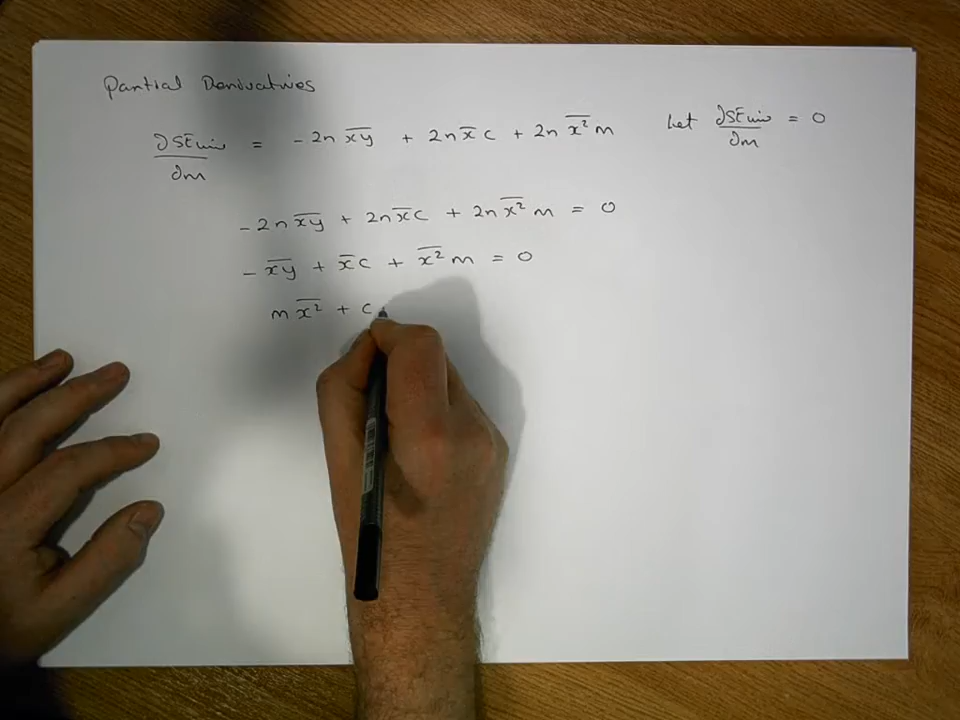 Partial Derivatives
∂SEline/∂m = -2n x̅y̅ + 2n x̅ c + 2n x̅²̅ m
Let ∂SEline/∂m = 0
-2n x̅y̅ + 2n x̅ c + 2n x̅²̅ m = 0
- x̅y̅ + x̅ c + x̅²̅ m = 0
m x̅²̅ + c